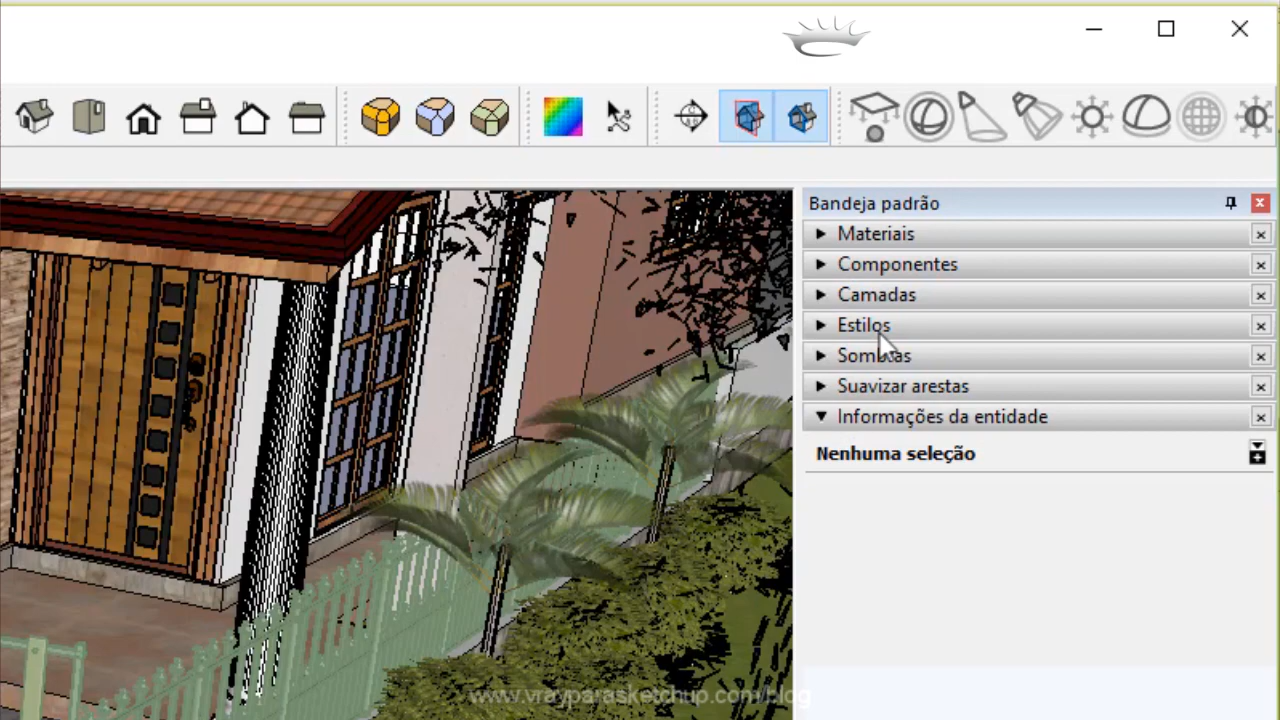 Bandeja padrão
Materiais
Componentes
Camadas
Estilos
Sombras
Suavizar arestas
Informações da entidade
Nenhuma seleção
www.vrayparasketchup.com/blog